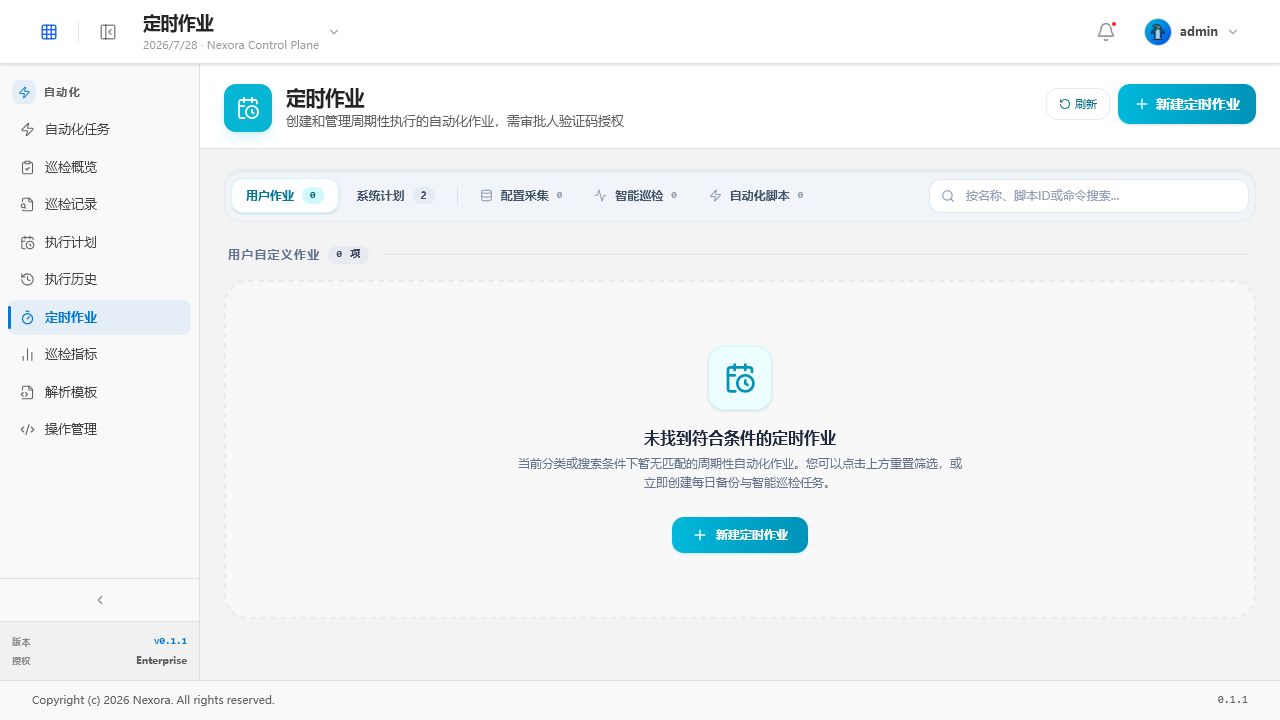 定时作业
2026/7/28 · Nexora Control Plane
admin
自动化
自动化任务
巡检概览
巡检记录
执行计划
执行历史
定时作业
巡检指标
解析模板
操作管理
版本 v0.1.1
授权 Enterprise
定时作业
创建和管理周期性执行的自动化作业，需审批人验证码授权
刷新
新建定时作业
用户作业 0
系统计划 2
配置采集 0
智能巡检 0
自动化脚本 0
按名称、脚本ID或命令搜索...
用户自定义作业 0 项
未找到符合条件的定时作业
当前分类或搜索条件下暂无匹配的周期性自动化作业。您可以点击上方重置筛选，或
立即创建每日备份与智能巡检任务。
新建定时作业
Copyright (c) 2026 Nexora. All rights reserved.
0.1.1